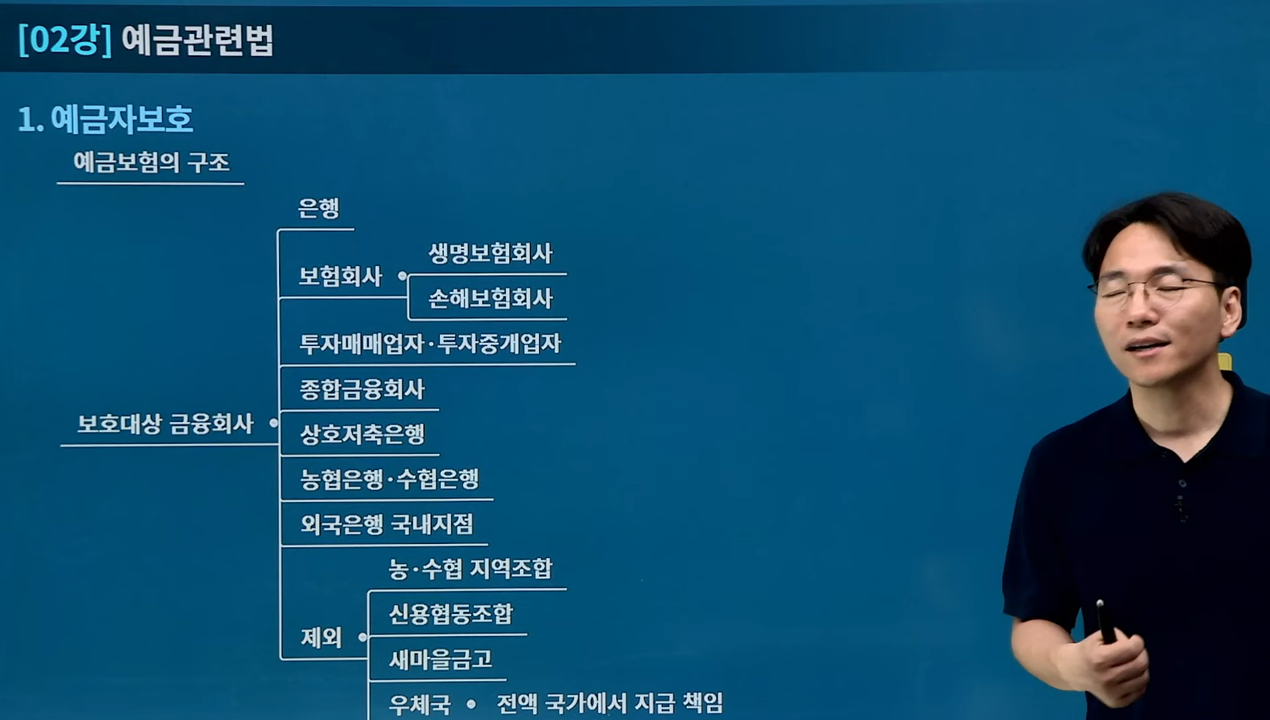 [02강] 예금관련법
1. 예금자보호
예금보험의 구조
은행
보험회사
생명보험회사
손해보험회사
투자매매업자·투자중개업자
종합금융회사
보호대상 금융회사
상호저축은행
농협은행·수협은행
외국은행 국내지점
제외
농·수협 지역조합
신용협동조합
새마을금고
우체국 • 전액 국가에서 지급 책임